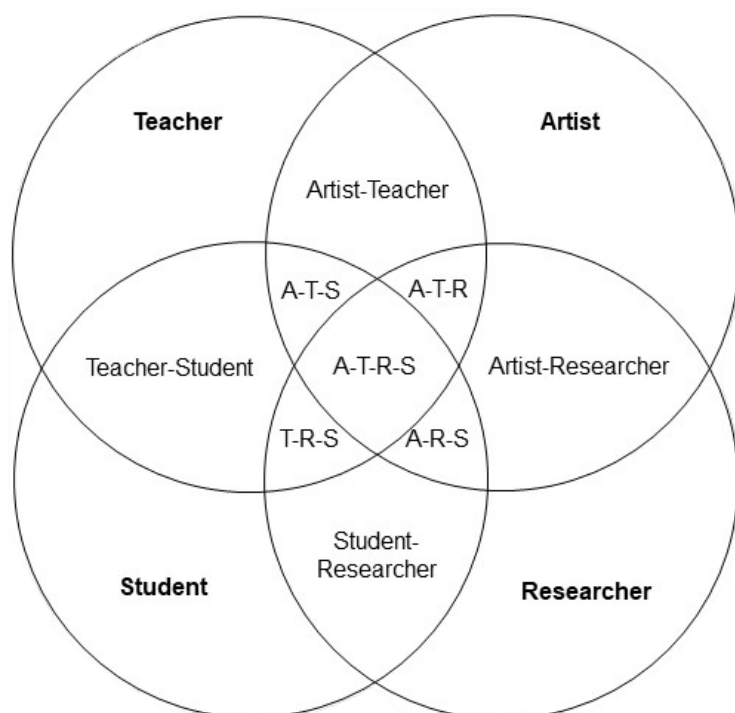 Teacher
Artist
Artist-Teacher
A-T-S
A-T-R
Teacher-Student
A-T-R-S
Artist-Researcher
T-R-S
A-R-S
Student-
Researcher
Student
Researcher